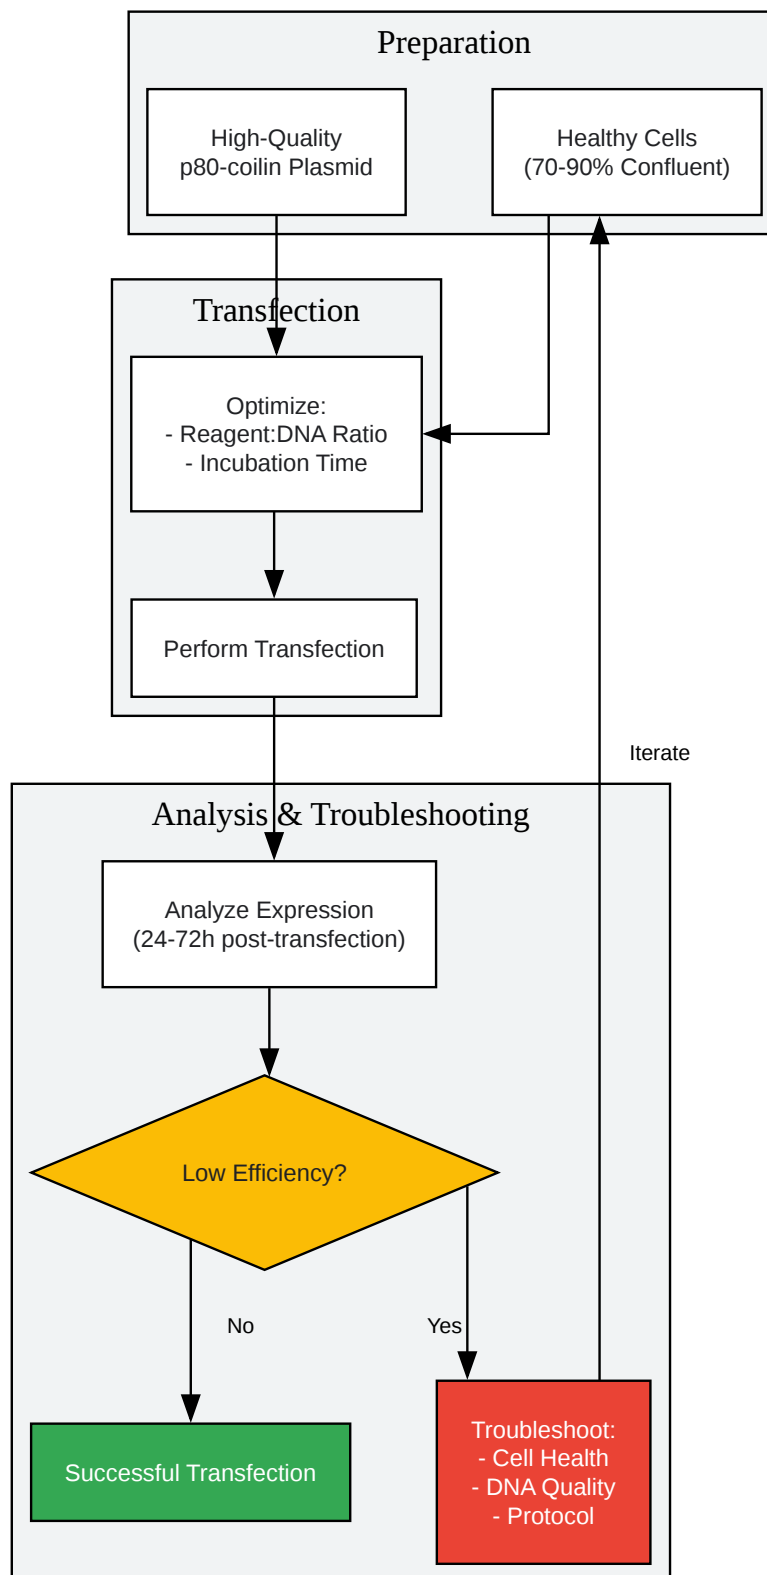 Preparation
High-Quality
p80-coilin Plasmid
Healthy Cells
(70-90% Confluent)
Transfection
Optimize:
- Reagent:DNA Ratio
- Incubation Time
Perform Transfection
Iterate
Analysis & Troubleshooting
Analyze Expression
(24-72h post-transfection)
Low Efficiency?
No
Yes
Successful Transfection
Troubleshoot:
- Cell Health
- DNA Quality
- Protocol